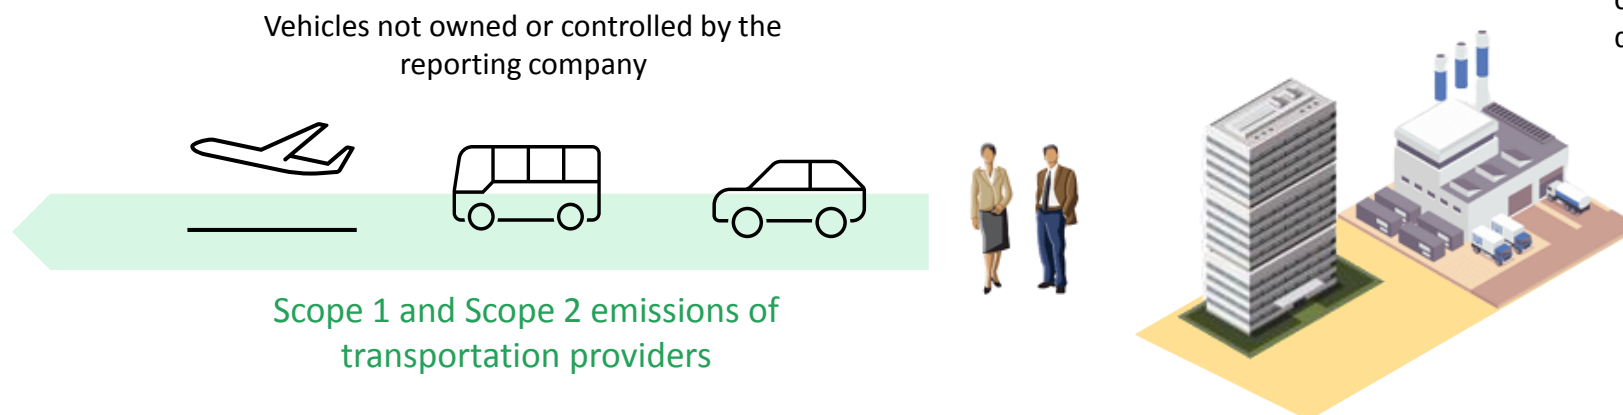 Vehicles not owned or controlled by the
reporting company
Scope 1 and Scope 2 emissions of
transportation providers